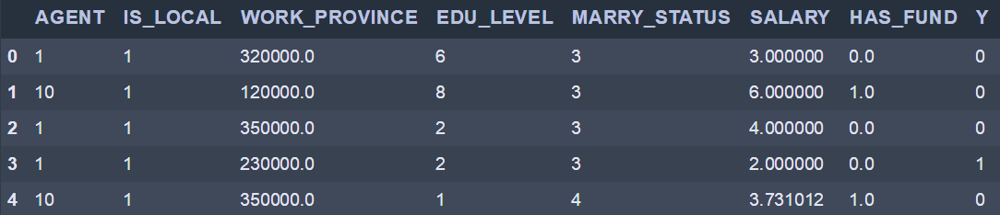 AGENT IS_LOCAL WORK_PROVINCE EDU_LEVEL MARRY_STATUS SALARY HAS_FUND Y
0 1 1 320000.0 6 3 3.000000 0.0 0
1 10 1 120000.0 8 3 6.000000 1.0 0
2 1 1 350000.0 2 3 4.000000 0.0 0
3 1 1 230000.0 2 3 2.000000 0.0 1
4 10 1 350000.0 1 4 3.731012 1.0 0